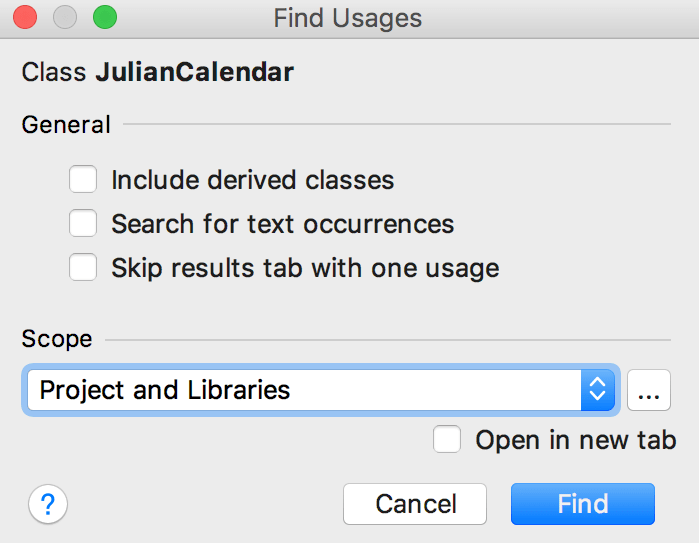 Find Usages
Class JulianCalendar
General
Include derived classes
Search for text occurrences
Skip results tab with one usage
Scope
Project and Libraries ...
Open in new tab
? Cancel Find